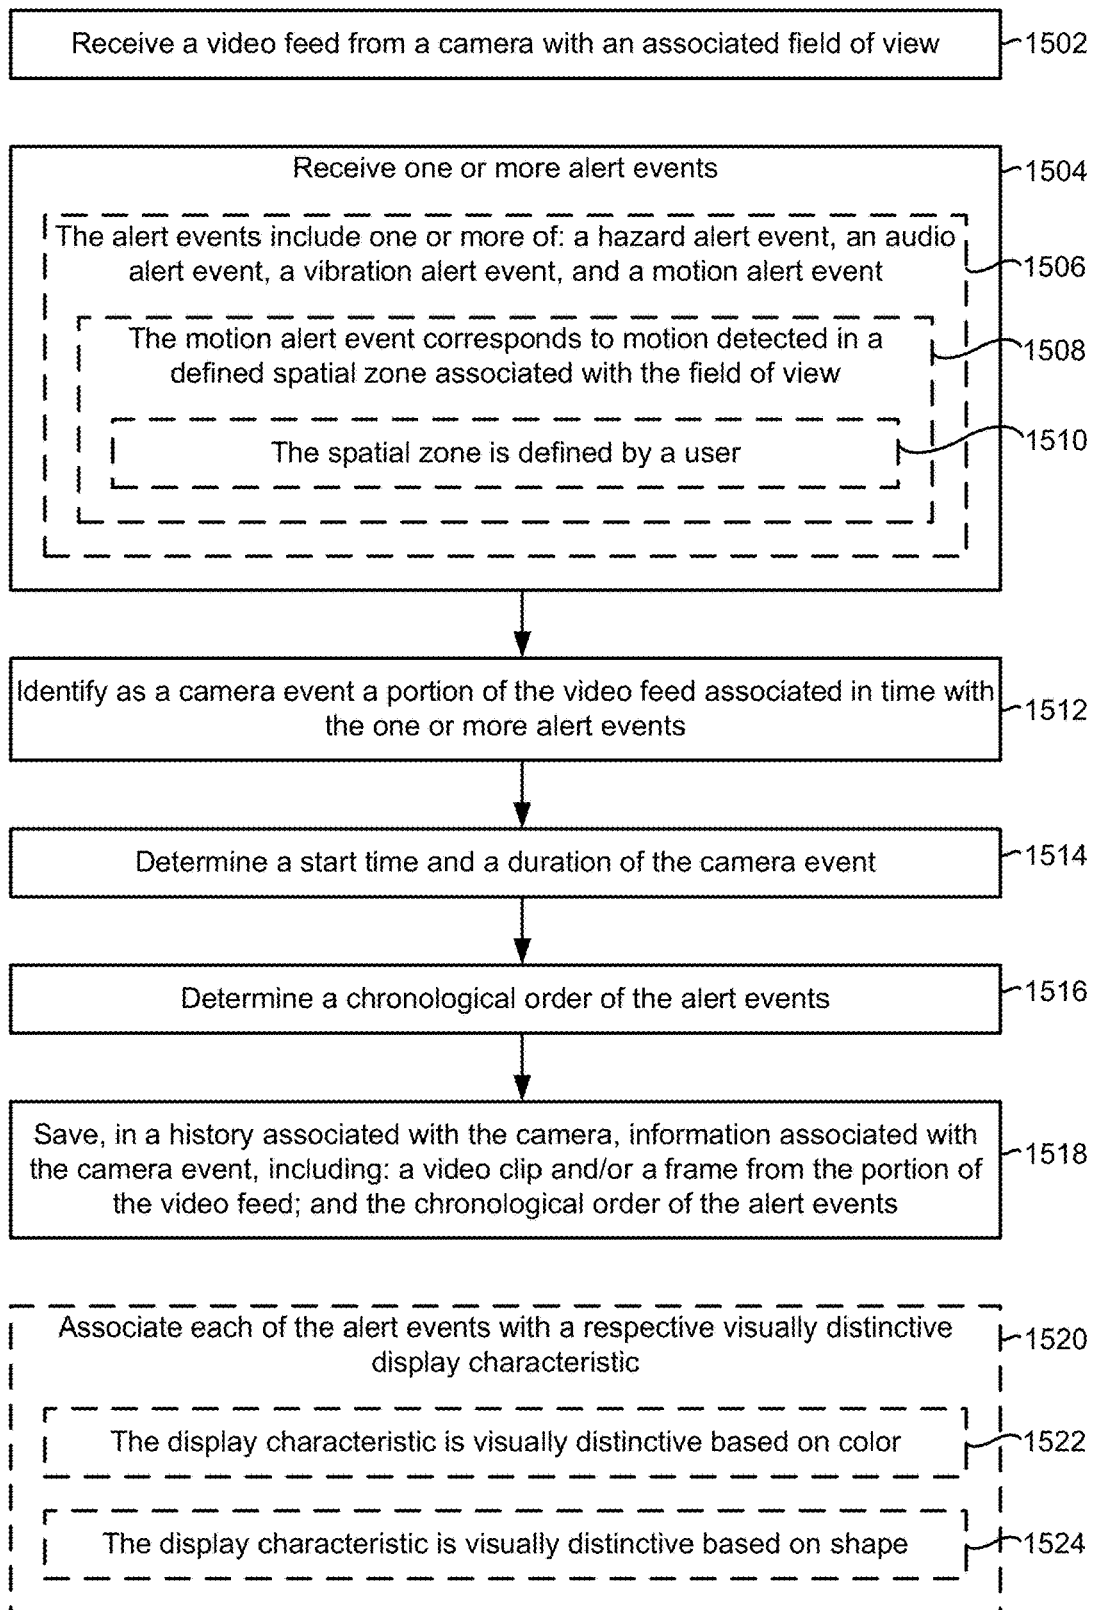 Receive a video feed from a camera with an associated field of view
1502
Receive one or more alert events
1504
The alert events include one or more of: a hazard alert event, an audio
alert event, a vibration alert event, and a motion alert event
1506
The motion alert event corresponds to motion detected in a
defined spatial zone associated with the field of view
1508
The spatial zone is defined by a user
1510
Identify as a camera event a portion of the video feed associated in time with
the one or more alert events
1512
Determine a start time and a duration of the camera event
1514
Determine a chronological order of the alert events
1516
Save, in a history associated with the camera, information associated with
the camera event, including: a video clip and/or a frame from the portion of
the video feed; and the chronological order of the alert events
1518
Associate each of the alert events with a respective visually distinctive
display characteristic
1520
The display characteristic is visually distinctive based on color
1522
The display characteristic is visually distinctive based on shape
1524